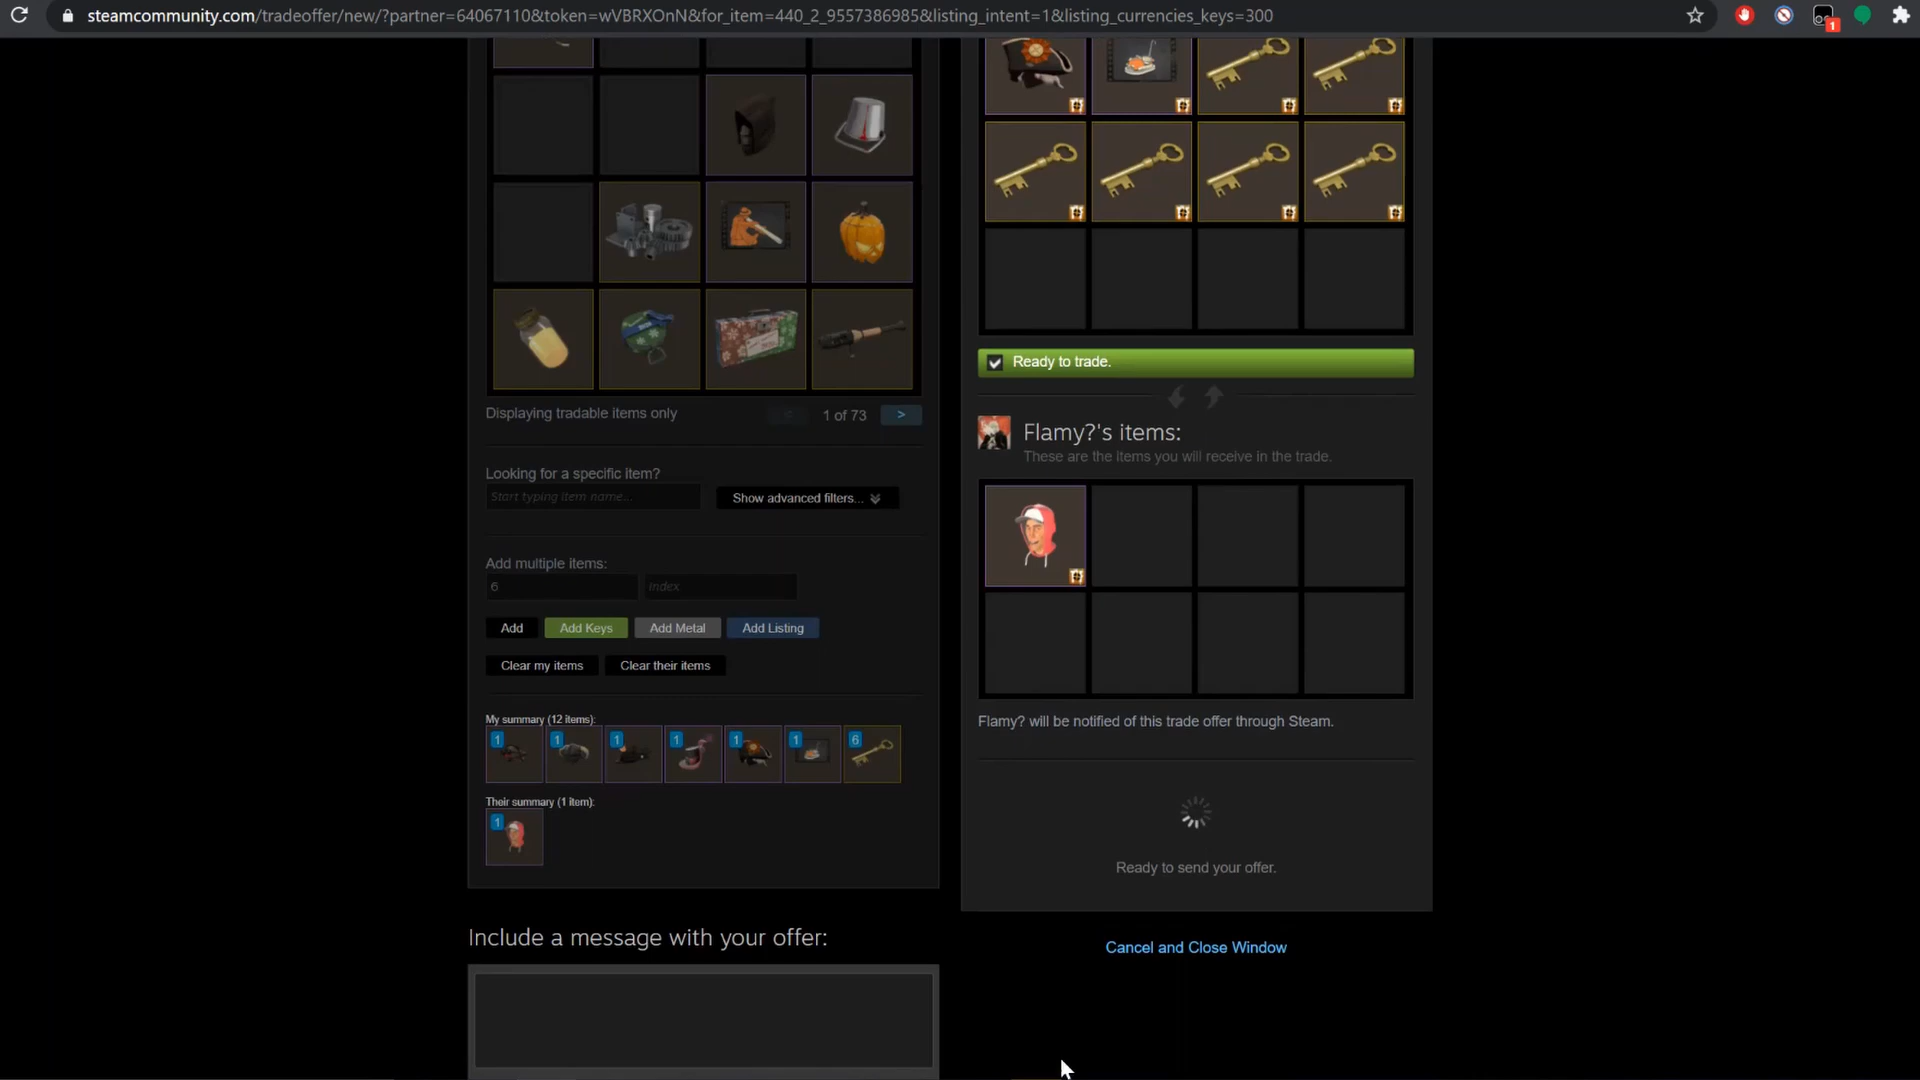 steamcommunity.com/tradeoffer/new/?partner=64067110&token=wVBRXOnN&for_item=440_2_9557386985&listing_intent=1&listing_currencies_keys=300
1
Displaying tradable items only
<
1 of 73
>
Looking for a specific item?
Start typing item name...
Show advanced filters...
Add multiple items:
6
index
Add
Add Keys
Add Metal
Add Listing
Clear my items
Clear their items
My summary (12 items):
1 1 1 1 1 1 6
Their summary (1 item):
1
Include a message with your offer:
Ready to trade.
Flamy?'s items:
These are the Items you will receive in the trade.
Flamy? will be notified of this trade offer through Steam.
Ready to send your offer.
Cancel and Close Window